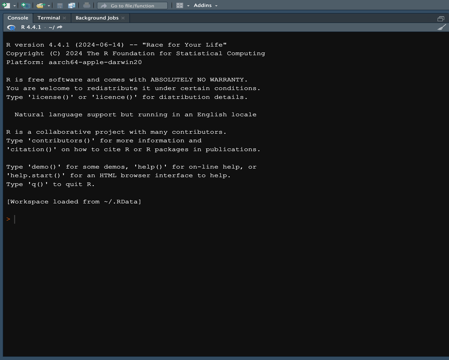 Go to file/function
Addins
Console
Terminal
Background Jobs
R 4.4.1 · ~/
R version 4.4.1 (2024-06-14) -- "Race for Your Life"
Copyright (C) 2024 The R Foundation for Statistical Computing
Platform: aarch64-apple-darwin20
R is free software and comes with ABSOLUTELY NO WARRANTY.
You are welcome to redistribute it under certain conditions.
Type 'license()' or 'licence()' for distribution details.
Natural language support but running in an English locale
R is a collaborative project with many contributors.
Type 'contributors()' for more information and
'citation()' on how to cite R or R packages in publications.
Type 'demo()' for some demos, 'help()' for on-line help, or
'help.start()' for an HTML browser interface to help.
Type 'q()' to quit R.
[Workspace loaded from ~/.RData]
>